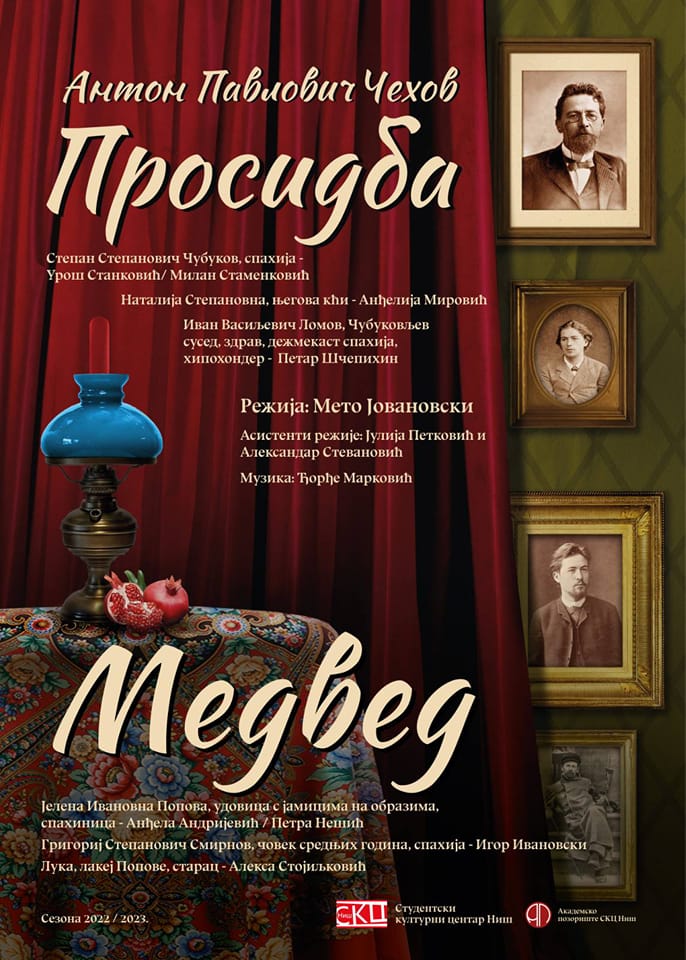 Антон Павлович Чехов
Просидба
Степан Степанович Чубуков, спахија -
Урош Станковић/ Милан Стаменковић
Наталија Степановна, његова кћи - Анђелија Мировић
Иван Васиљевич Ломов, Чубуковљев
сусед, здрав, дежмекаст спахија,
хипохондер - Петар Шчепихин
Режија: Мето Јовановски
Асистенти режије: Јулија Петковић и
Александар Стевановић
Музика: Ђорђе Марковић
Медвед
Јелена Ивановна Попова, удовица с јамицима на образима,
спахиница - Анђела Андријевић / Петра Нешић
Григориј Степанович Смирнов, човек средњих година, спахија - Игор Ивановски
Лука, лакеј Попове, старац - Алекса Стојиљковић
Сезона 2022 / 2023.
Ниш СКЦ
Студентски
културни центар Ниш
Академско
позориште СКЦ Ниш